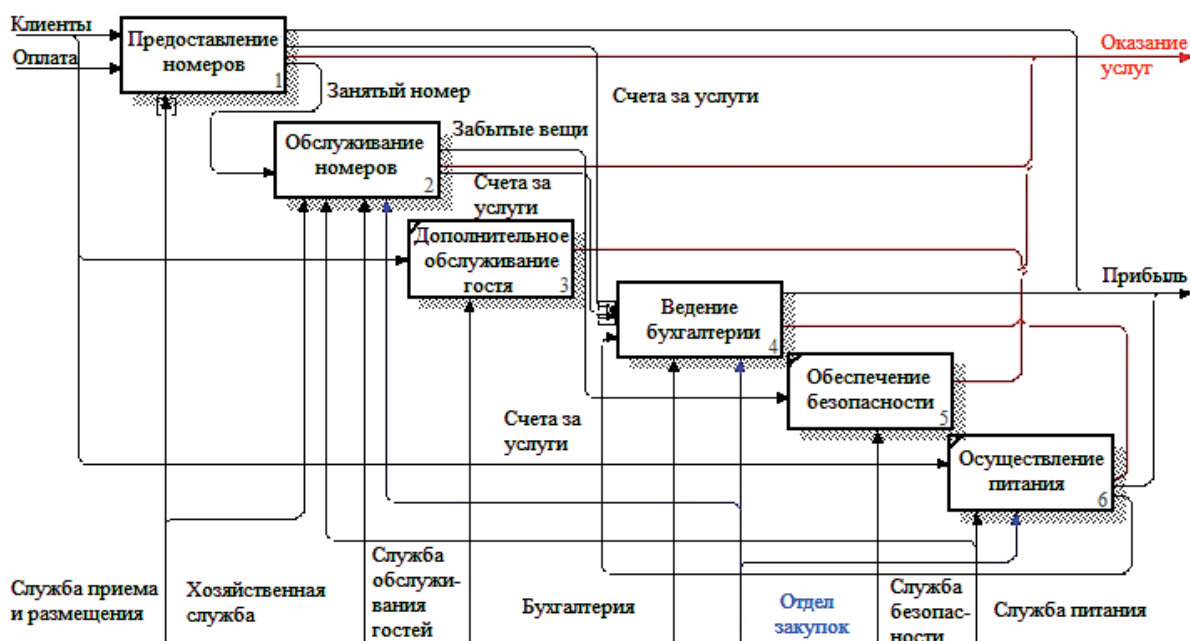 Клиенты
Оплата
Предоставление
номеров
1
Оказание
услуг
Занятый номер
Счета за услуги
Забытые вещи
Обслуживание
номеров
2
Счета за
услуги
Дополнительное
обслуживание
гостя
3
Прибыль
Ведение
бухгалтерии
4
Обеспечение
безопасности
5
Счета за
услуги
Осуществление
питания
6
Служба приема
и размещения
Хозяйственная
служба
Служба
обслужи-
вания
гостей
Бухгалтерия
Отдел
закупок
Служба
безопас-
ности
Служба питания